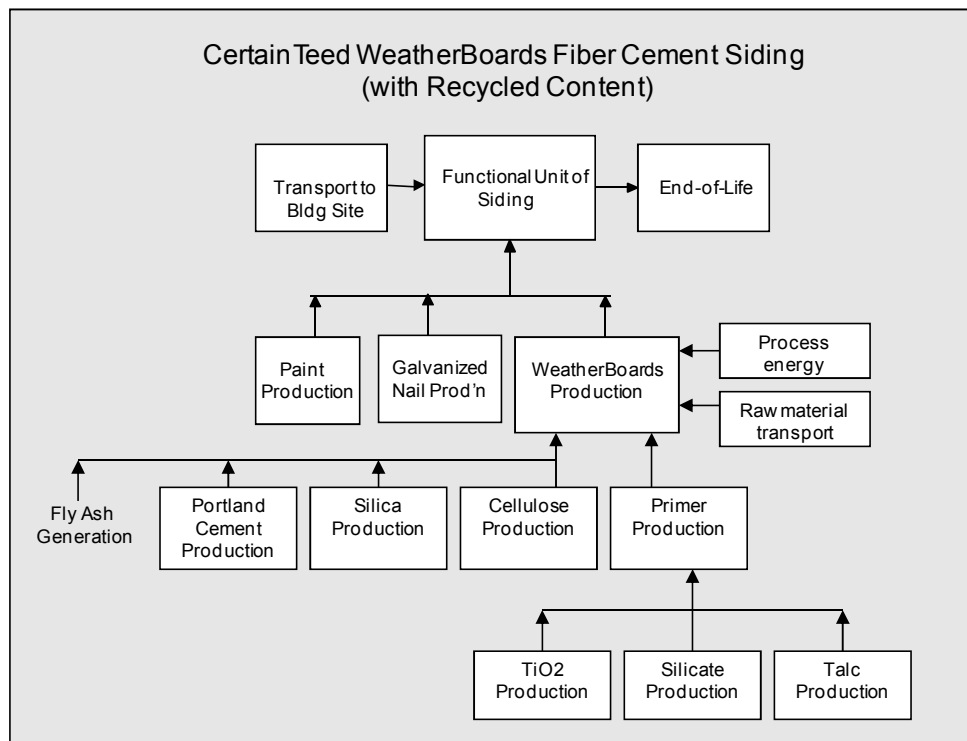 CertainTeed WeatherBoards Fiber Cement Siding
(with Recycled Content)
Transport to
Bldg Site
Functional Unit of
Siding
End-of-Life
Paint
Production
Galvanized
Nail Prod'n
WeatherBoards
Production
Process
energy
Raw material
transport
Fly Ash
Generation
Portland
Cement
Production
Silica
Production
Cellulose
Production
Primer
Production
TiO2
Production
Silicate
Production
Talc
Production